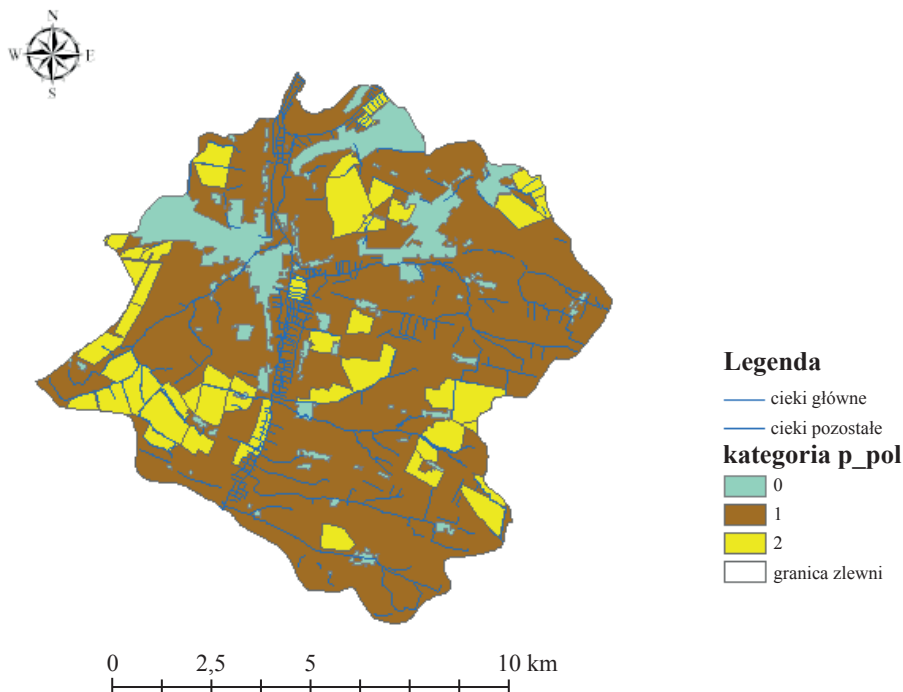 N
W E
S
Legenda
cieki główne
cieki pozostałe
kategoria p_pol
0
1
2
granica zlewni
0 2,5 5 10 km